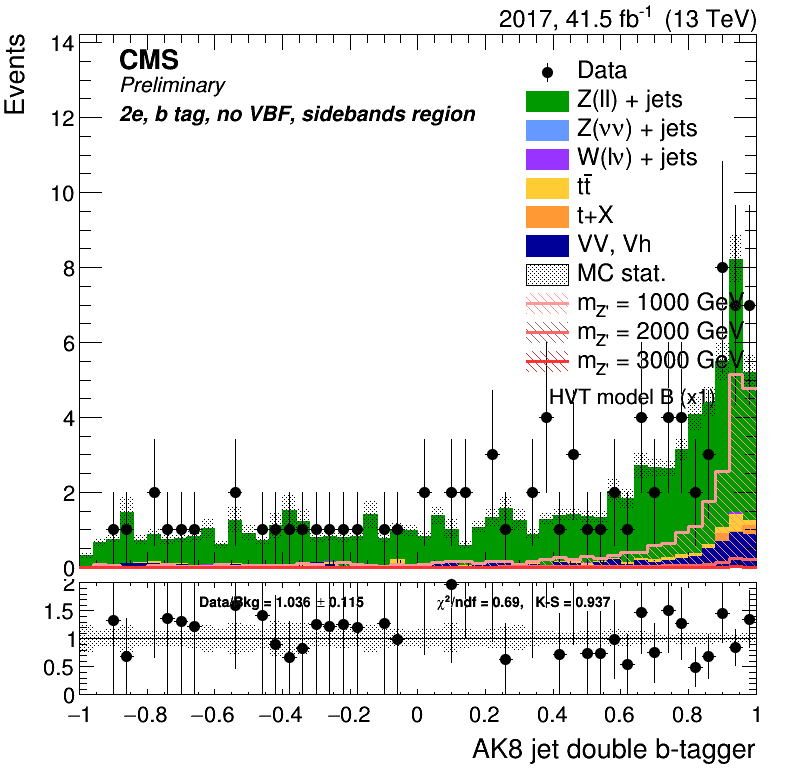 2017, 41.5 fb⁻¹ (13 TeV)
Events
14
12
10
8
6
4
2
0
CMS
Preliminary
2e, b tag, no VBF, sidebands region
Data
Z(ll) + jets
Z(νν) + jets
W(lν) + jets
tt̄
t+X
VV, Vh
MC stat.
m_Z' = 1000 GeV
m_Z' = 2000 GeV
m_Z' = 3000 GeV
HVT model B (x1)
2
1.5
1
0.5
0
Data/Bkg = 1.036 ± 0.115
χ²/ndf = 0.69, K-S = 0.937
−1 −0.8 −0.6 −0.4 −0.2 0 0.2 0.4 0.6 0.8 1
AK8 jet double b-tagger